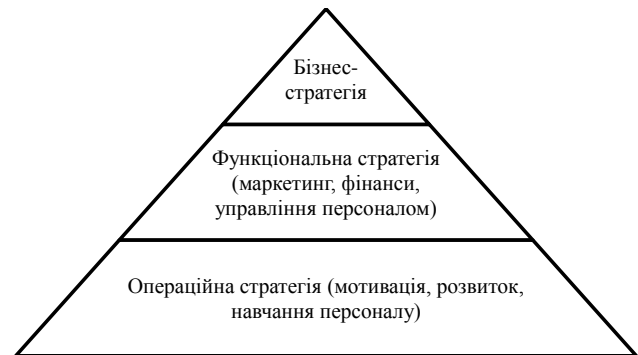 Бізнес-
стратегія
Функціональна стратегія
(маркетинг, фінанси,
управління персоналом)
Операційна стратегія (мотивація, розвиток,
навчання персоналу)